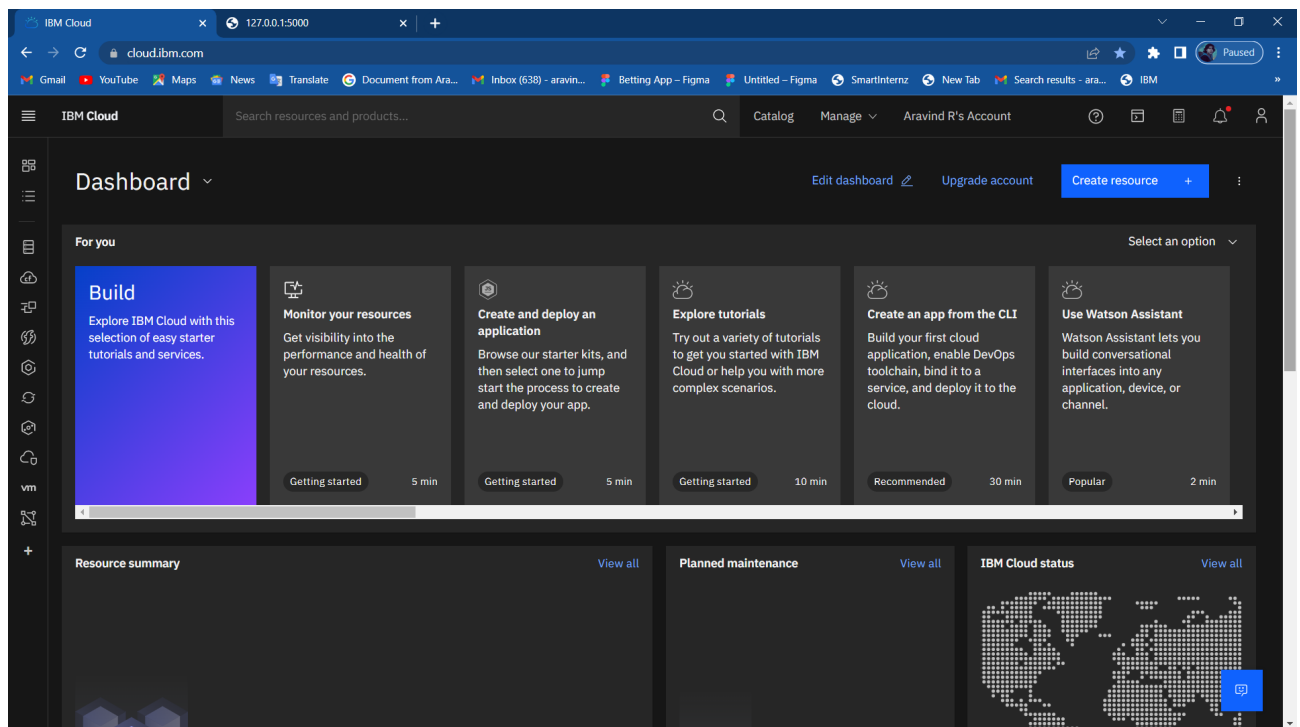 IBM Cloud
127.0.0.1:5000
cloud.ibm.com
Paused
Gmail YouTube Maps News Translate Document from Ara... Inbox (638) - aravin... Betting App – Figma Untitled – Figma SmartInternz New Tab Search results - ara... IBM »
IBM Cloud Search resources and products... Catalog Manage Aravind R's Account
Dashboard Edit dashboard Upgrade account Create resource +
For you Select an option
Build
Explore IBM Cloud with this
selection of easy starter
tutorials and services.
Monitor your resources
Get visibility into the
performance and health of
your resources.
Getting started 5 min
Create and deploy an
application
Browse our starter kits, and
then select one to jump
start the process to create
and deploy your app.
Getting started 5 min
Explore tutorials
Try out a variety of tutorials
to get you started with IBM
Cloud or help you with more
complex scenarios.
Getting started 10 min
Create an app from the CLI
Build your first cloud
application, enable DevOps
toolchain, bind it to a
service, and deploy it to the
cloud.
Recommended 30 min
Use Watson Assistant
Watson Assistant lets you
build conversational
interfaces into any
application, device, or
channel.
Popular 2 min
vm
Resource summary View all
Planned maintenance View all
IBM Cloud status View all